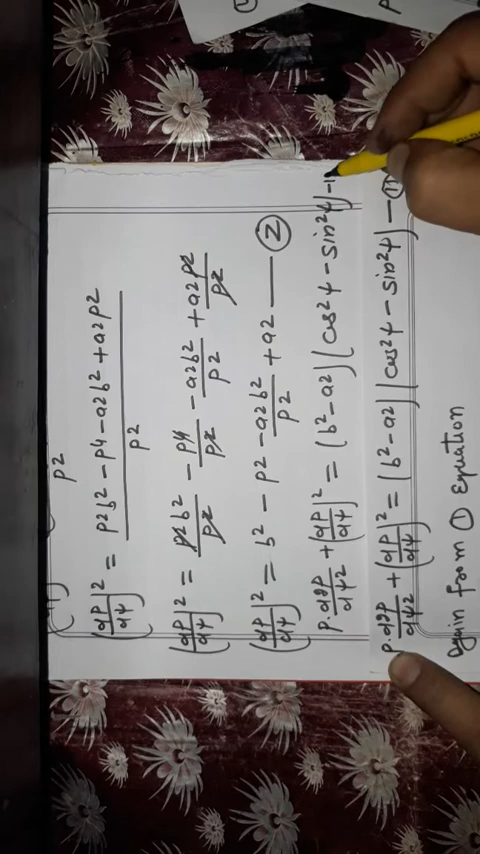 p2
(dp/dψ)^2 = p2b2 - p4 - a2b2 + a2p2 / p2
(dp/dψ)^2 = p2b2/p2 - p4/p2 - a2b2/p2 + a2p2/p2
(dp/dψ)^2 = b2 - p2 - a2b2/p2 + a2 — ②
p.d2p/dψ2 + (dp/dψ)^2 = (b2-a2)(cos2ψ - sin2ψ) -
p.d2p/dψ2 + (dp/dψ)^2 = (b2-a2)(cos2ψ - sin2ψ) —
Again from ① Equation